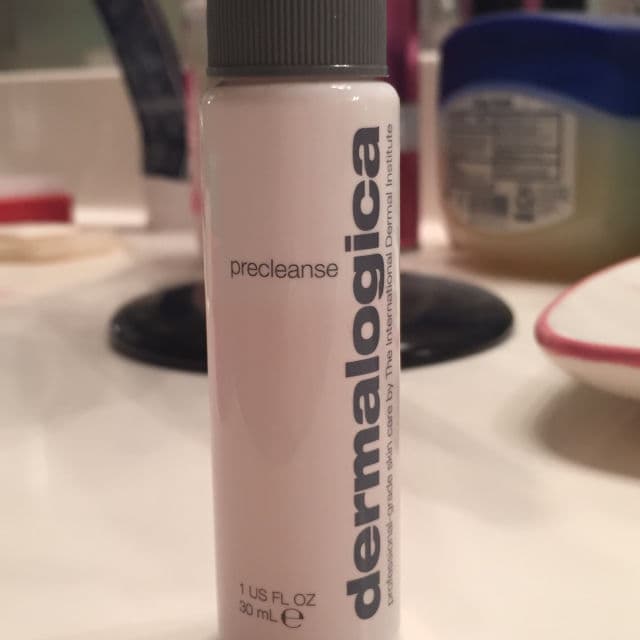 precleanse
dermalogica
professional-grade skin care by The International Dermal Institute
1 US FL OZ
30 mL e